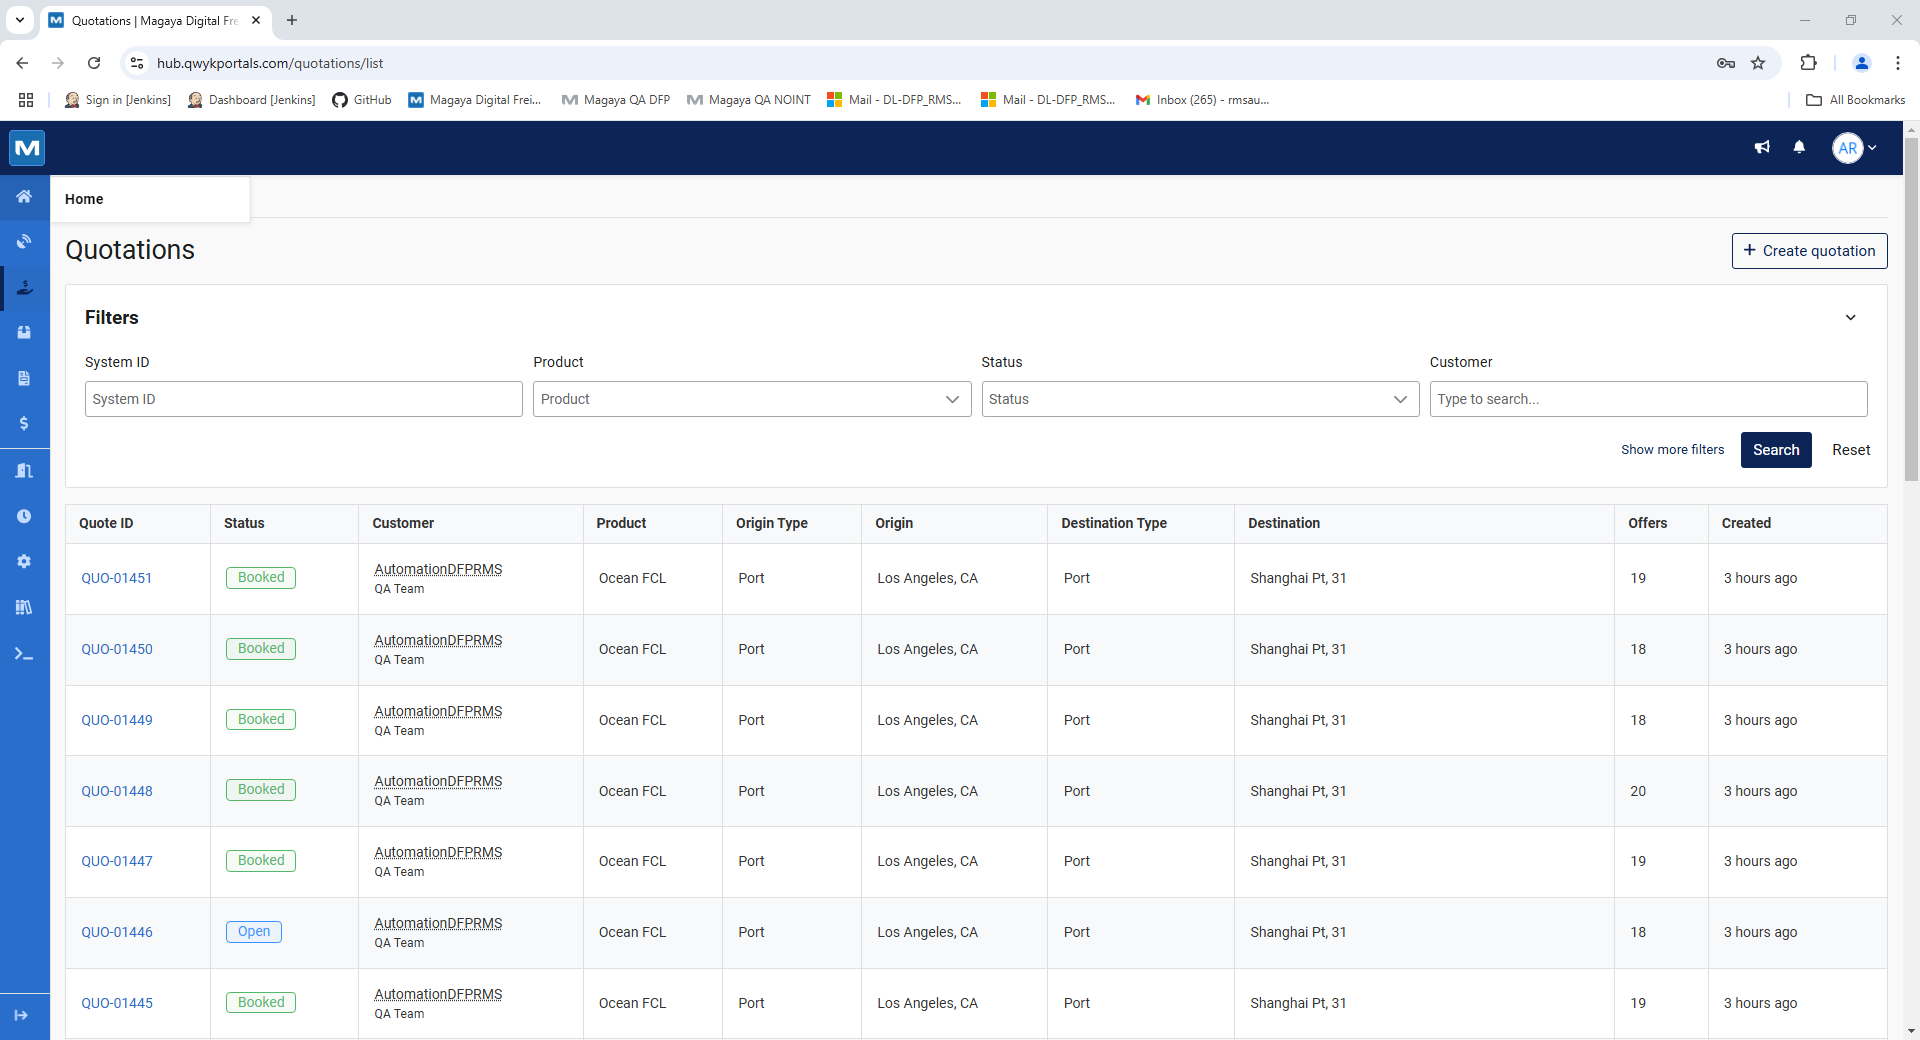 Quotations | Magaya Digital Fre
hub.qwykportals.com/quotations/list
Sign in [Jenkins]
Dashboard [Jenkins]
GitHub
Magaya Digital Frei...
Magaya QA DFP
Magaya QA NOINT
Mail - DL-DFP_RMS...
Mail - DL-DFP_RMS...
Inbox (265) - rmsau...
All Bookmarks
AR
Home
Quotations
Create quotation
Filters
System ID
Product
Status
Customer
System ID
Product
Status
Type to search...
Show more filters
Search
Reset
Quote ID Status Customer Product Origin Type Origin Destination Type Destination Offers Created
QUO-01451 Booked AutomationDFPRMS Ocean FCL Port Los Angeles, CA Port Shanghai Pt, 31 19 3 hours ago
QA Team
QUO-01450 Booked AutomationDFPRMS Ocean FCL Port Los Angeles, CA Port Shanghai Pt, 31 18 3 hours ago
QA Team
QUO-01449 Booked AutomationDFPRMS Ocean FCL Port Los Angeles, CA Port Shanghai Pt, 31 18 3 hours ago
QA Team
QUO-01448 Booked AutomationDFPRMS Ocean FCL Port Los Angeles, CA Port Shanghai Pt, 31 20 3 hours ago
QA Team
QUO-01447 Booked AutomationDFPRMS Ocean FCL Port Los Angeles, CA Port Shanghai Pt, 31 19 3 hours ago
QA Team
QUO-01446 Open AutomationDFPRMS Ocean FCL Port Los Angeles, CA Port Shanghai Pt, 31 18 3 hours ago
QA Team
QUO-01445 Booked AutomationDFPRMS Ocean FCL Port Los Angeles, CA Port Shanghai Pt, 31 19 3 hours ago
QA Team